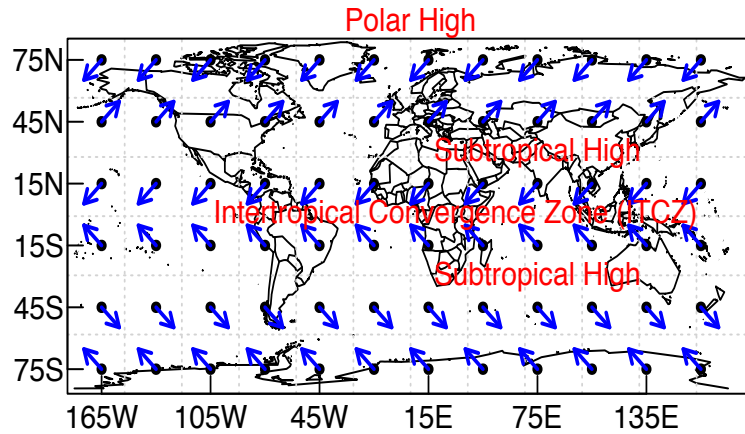 Polar High
75N
45N
Subtropical High
15N
Intertropical Convergence Zone (ITCZ)
15S
Subtropical High
45S
75S
165W 105W 45W 15E 75E 135E